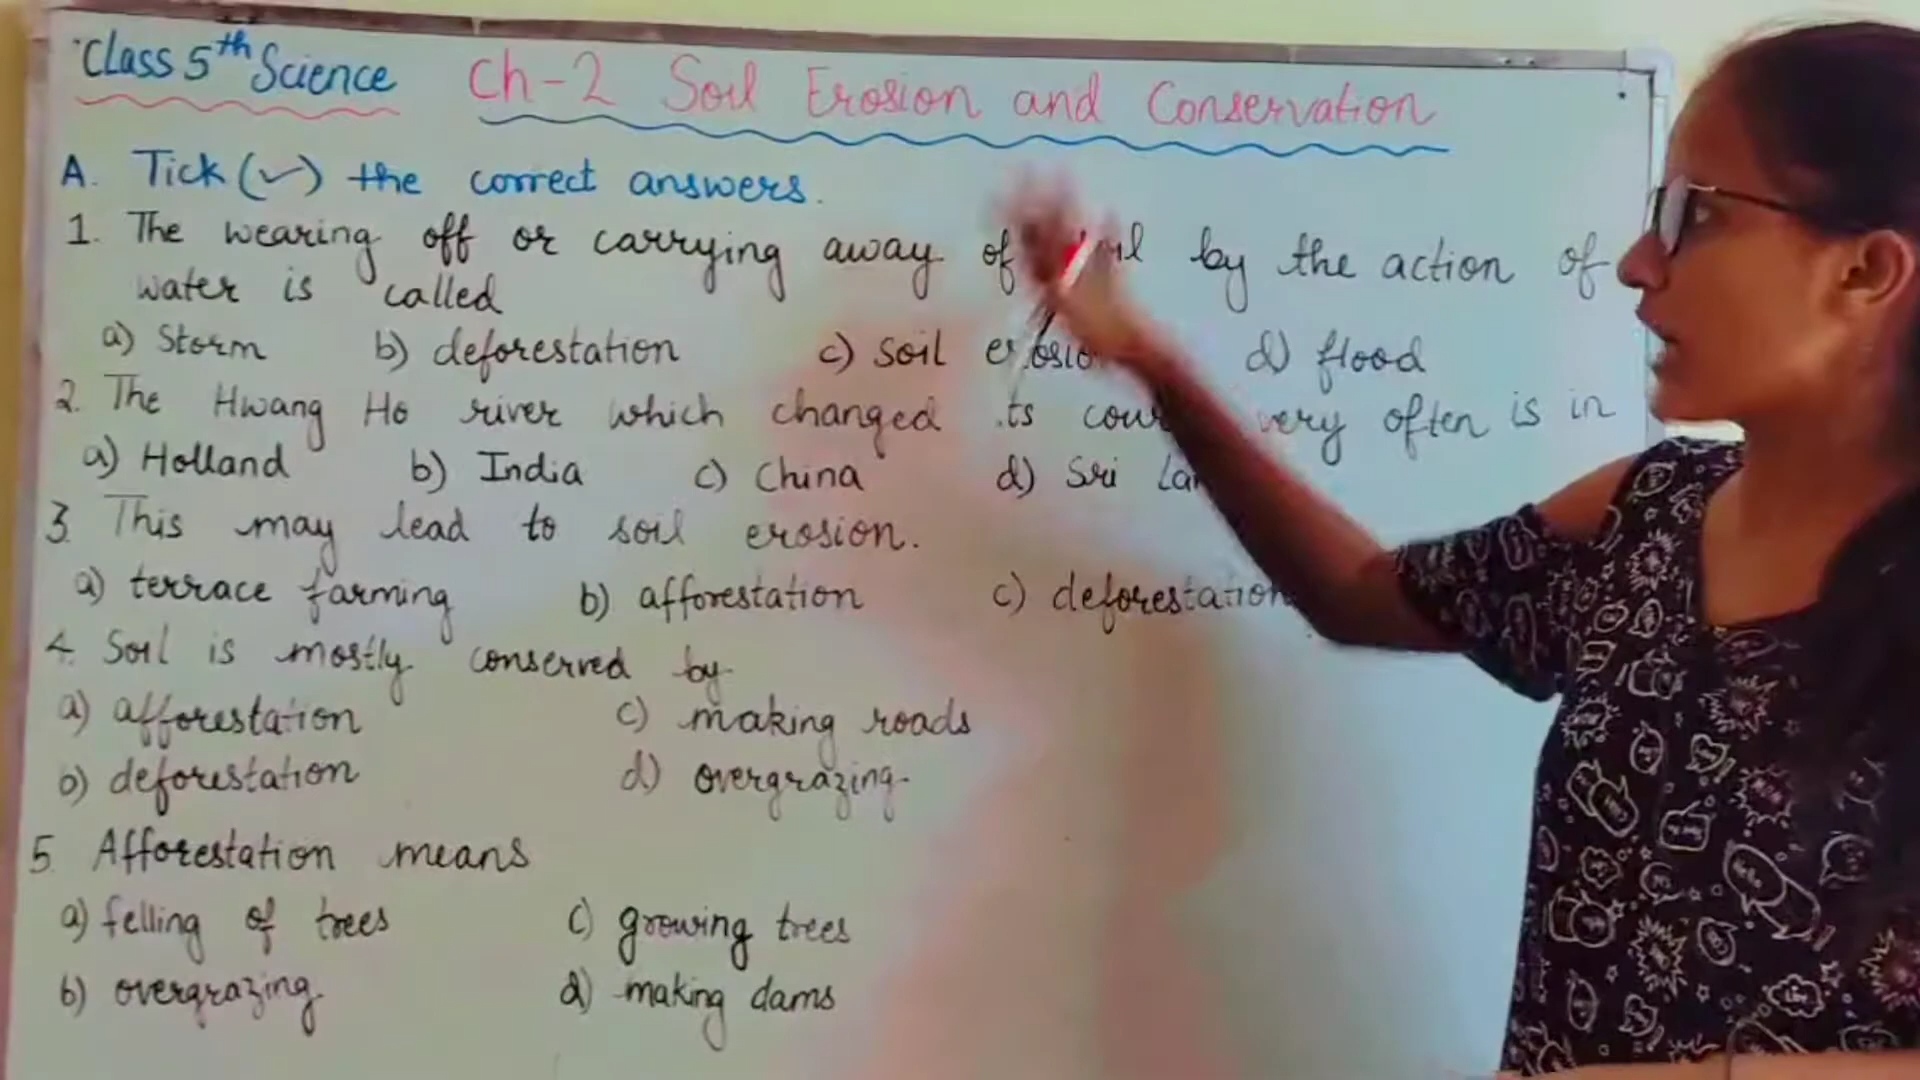 Class 5th Science Ch-2 Soil Erosion and Conservation
A. Tick (✓) the correct answers.
1. The wearing off or carrying away of by the action of
water is called
a) Storm b) deforestation c) soil erosion d) flood
2. The Hwang Ho river which changed its very often is in
a) Holland b) India c) China d) Sri
3. This may lead to soil erosion.
a) terrace farming b) afforestation c) deforestation
4. Soil is mostly conserved by
a) afforestation c) making roads
b) deforestation d) overgrazing
5. Afforestation means
a) felling of trees c) growing trees
b) overgrazing d) making dams